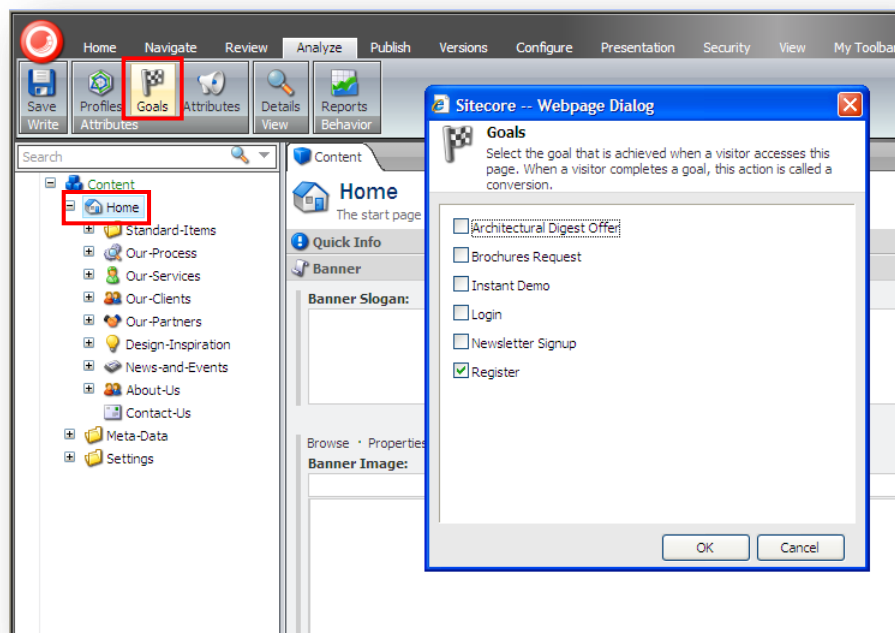 Home Navigate Review Analyze Publish Versions Configure Presentation Security View My Toolba
Save Profiles Goals Attributes Details Reports
Write Attributes View Behavior
Search
Content
Home
Standard-Items
Our-Process
Our-Services
Our-Clients
Our-Partners
Design-Inspiration
News-and-Events
About-Us
Contact-Us
Meta-Data
Settings
Content
Home
The start page
Quick Info
Banner
Banner Slogan:
Browse · Properties
Banner Image:
Sitecore -- Webpage Dialog
Goals
Select the goal that is achieved when a visitor accesses this
page. When a visitor completes a goal, this action is called a
conversion.
Architectural Digest Offer
Brochures Request
Instant Demo
Login
Newsletter Signup
Register
OK Cancel